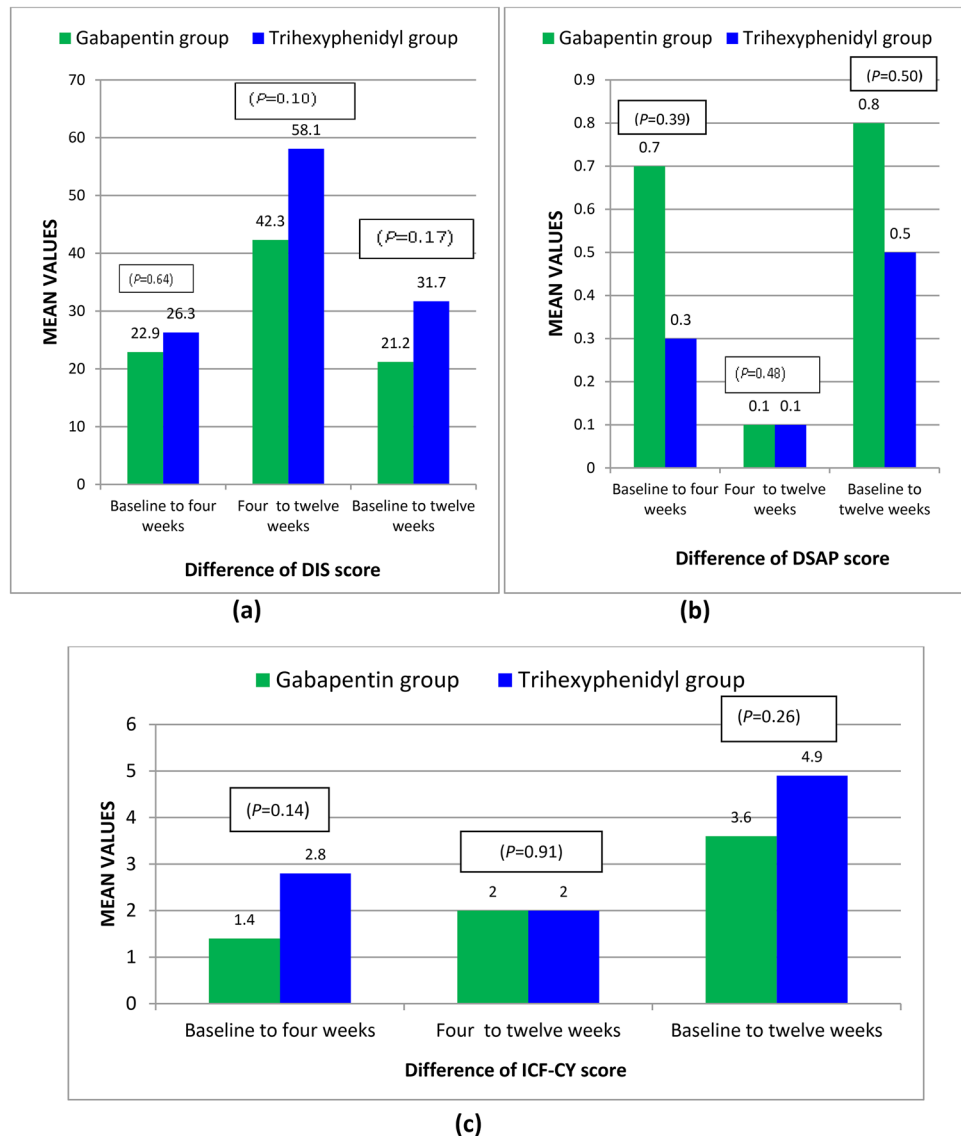 Gabapentin group Trihexyphenidyl group
(P=0.10)
(P=0.17)
(P=0.64)
70
60
50
40
30
20
10
0
MEAN VALUES
22.9
26.3
42.3
58.1
21.2
31.7
Baseline to four
weeks
Four to twelve
weeks
Baseline to twelve
weeks
Difference of DIS score
(a)
Gabapentin group Trihexyphenidyl group
(P=0.50)
(P=0.39)
(P=0.48)
0.9
0.8
0.7
0.6
0.5
0.4
0.3
0.2
0.1
0
MEAN VALUES
0.7
0.3
0.1
0.1
0.8
0.5
Baseline to four
weeks
Four to twelve
weeks
Baseline to
twelve weeks
Difference of DSAP score
(b)
Gabapentin group Trihexyphenidyl group
(P=0.26)
(P=0.14)
(P=0.91)
6
5
4
3
2
1
0
MEAN VALUES
1.4
2.8
2
2
3.6
4.9
Baseline to four weeks
Four to twelve weeks
Baseline to twelve weeks
Difference of ICF-CY score
(c)